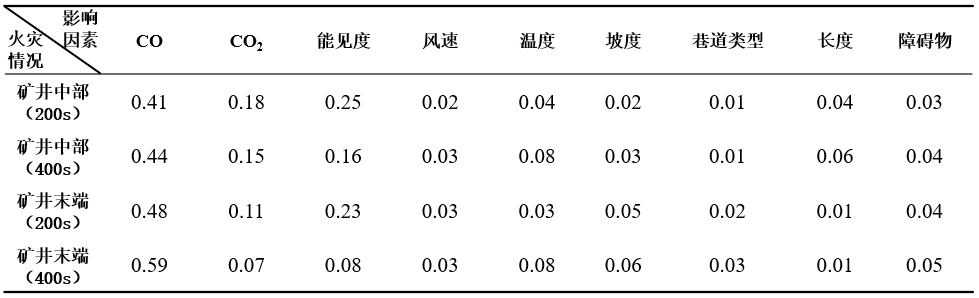 影响
因素
火灾
情况
CO CO₂ 能见度 风速 温度 坡度 巷道类型 长度 障碍物
矿井中部
（200s）
0.41 0.18 0.25 0.02 0.04 0.02 0.01 0.04 0.03
矿井中部
（400s）
0.44 0.15 0.16 0.03 0.08 0.03 0.01 0.06 0.04
矿井末端
（200s）
0.48 0.11 0.23 0.03 0.03 0.05 0.02 0.01 0.04
矿井末端
（400s）
0.59 0.07 0.08 0.03 0.08 0.06 0.03 0.01 0.05